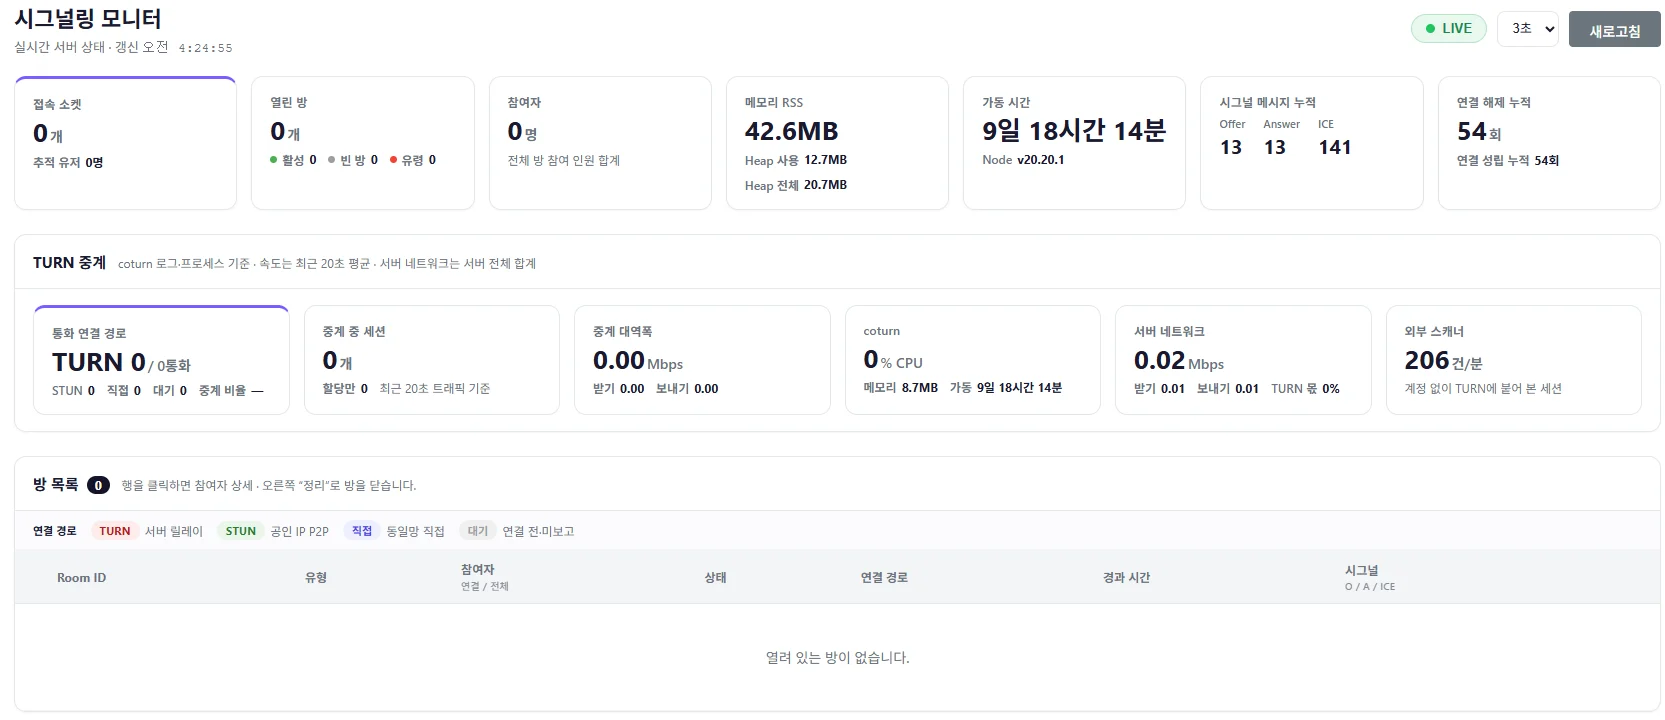 시그널링 모니터
실시간 서버 상태 · 갱신 오전 4:24:55
LIVE
3초
새로고침
접속 소켓
0개
추적 유저 0명
열린 방
0개
활성 0 빈 방 0 유령 0
참여자
0명
전체 방 참여 인원 합계
메모리 RSS
42.6MB
Heap 사용 12.7MB
Heap 전체 20.7MB
가동 시간
9일 18시간 14분
Node v20.20.1
시그널 메시지 누적
Offer Answer ICE
13 13 141
연결 해제 누적
54회
연결 성립 누적 54회
TURN 중계 coturn 로그·프로세스 기준 · 속도는 최근 20초 평균 · 서버 네트워크는 서버 전체 합계
통화 연결 경로
TURN 0 / 0통화
STUN 0 직접 0 대기 0 중계 비율 —
중계 중 세션
0개
할당만 0 최근 20초 트래픽 기준
중계 대역폭
0.00 Mbps
받기 0.00 보내기 0.00
coturn
0% CPU
메모리 8.7MB 가동 9일 18시간 14분
서버 네트워크
0.02 Mbps
받기 0.01 보내기 0.01 TURN 몫 0%
외부 스캐너
206건/분
계정 없이 TURN에 붙어 본 세션
방 목록 0 행을 클릭하면 참여자 상세 · 오른쪽 "정리"로 방을 닫습니다.
연결 경로 TURN 서버 릴레이 STUN 공인 IP P2P 직접 동일망 직접 대기 연결 전·미보고
Room ID 유형 참여자 상태 연결 경로 경과 시간 시그널
연결 / 전체 O / A / ICE
열려 있는 방이 없습니다.